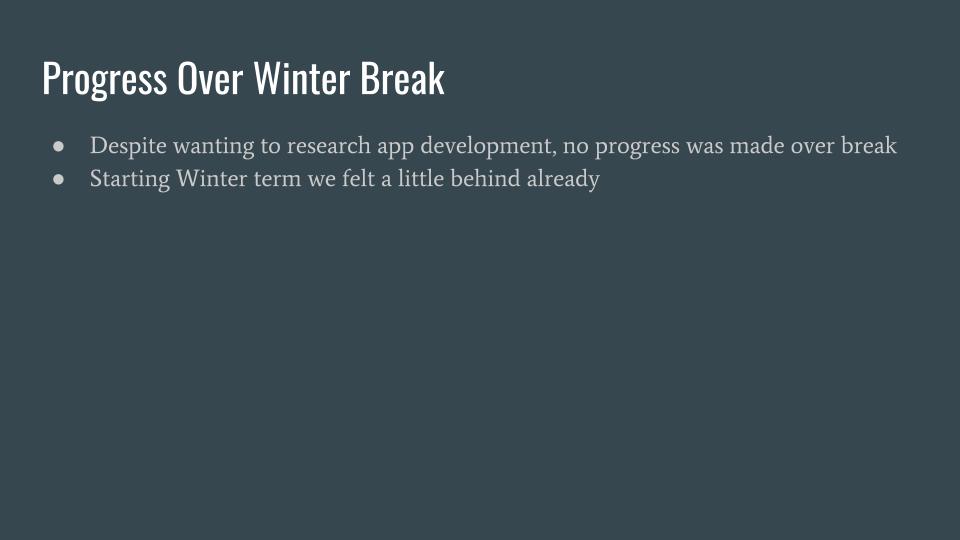 Progress Over Winter Break
● Despite wanting to research app development, no progress was made over break
● Starting Winter term we felt a little behind already